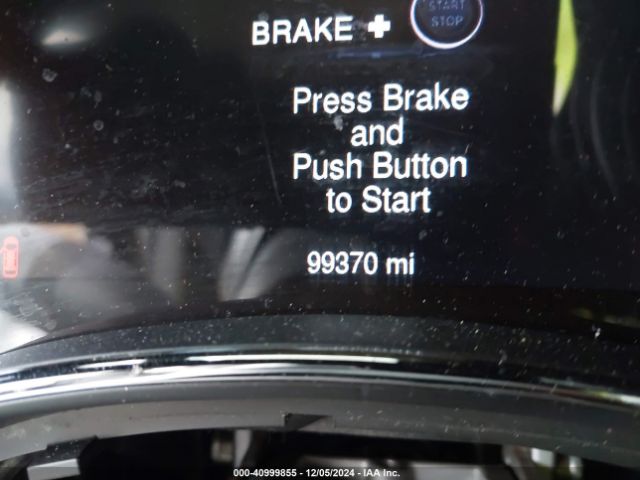 START
STOP
BRAKE +
Press Brake
and
Push Button
to Start
99370 mi
000-40999855 - 12/05/2024 - IAA Inc.